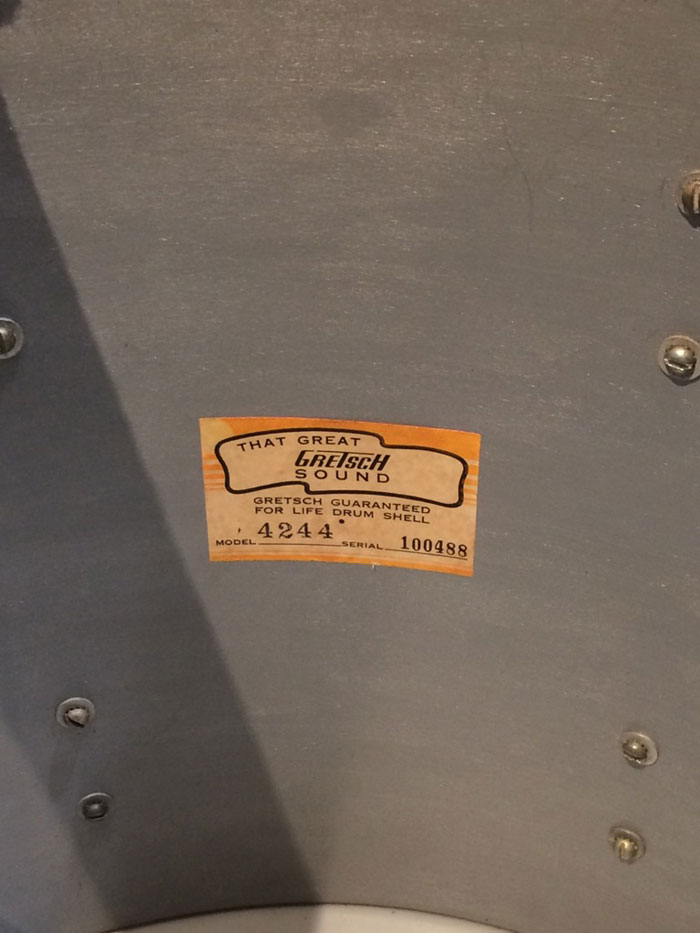 THAT GREAT
GRETSCH
SOUND
GRETSCH GUARANTEED
FOR LIFE DRUM SHELL
MODEL 4244 SERIAL 100488